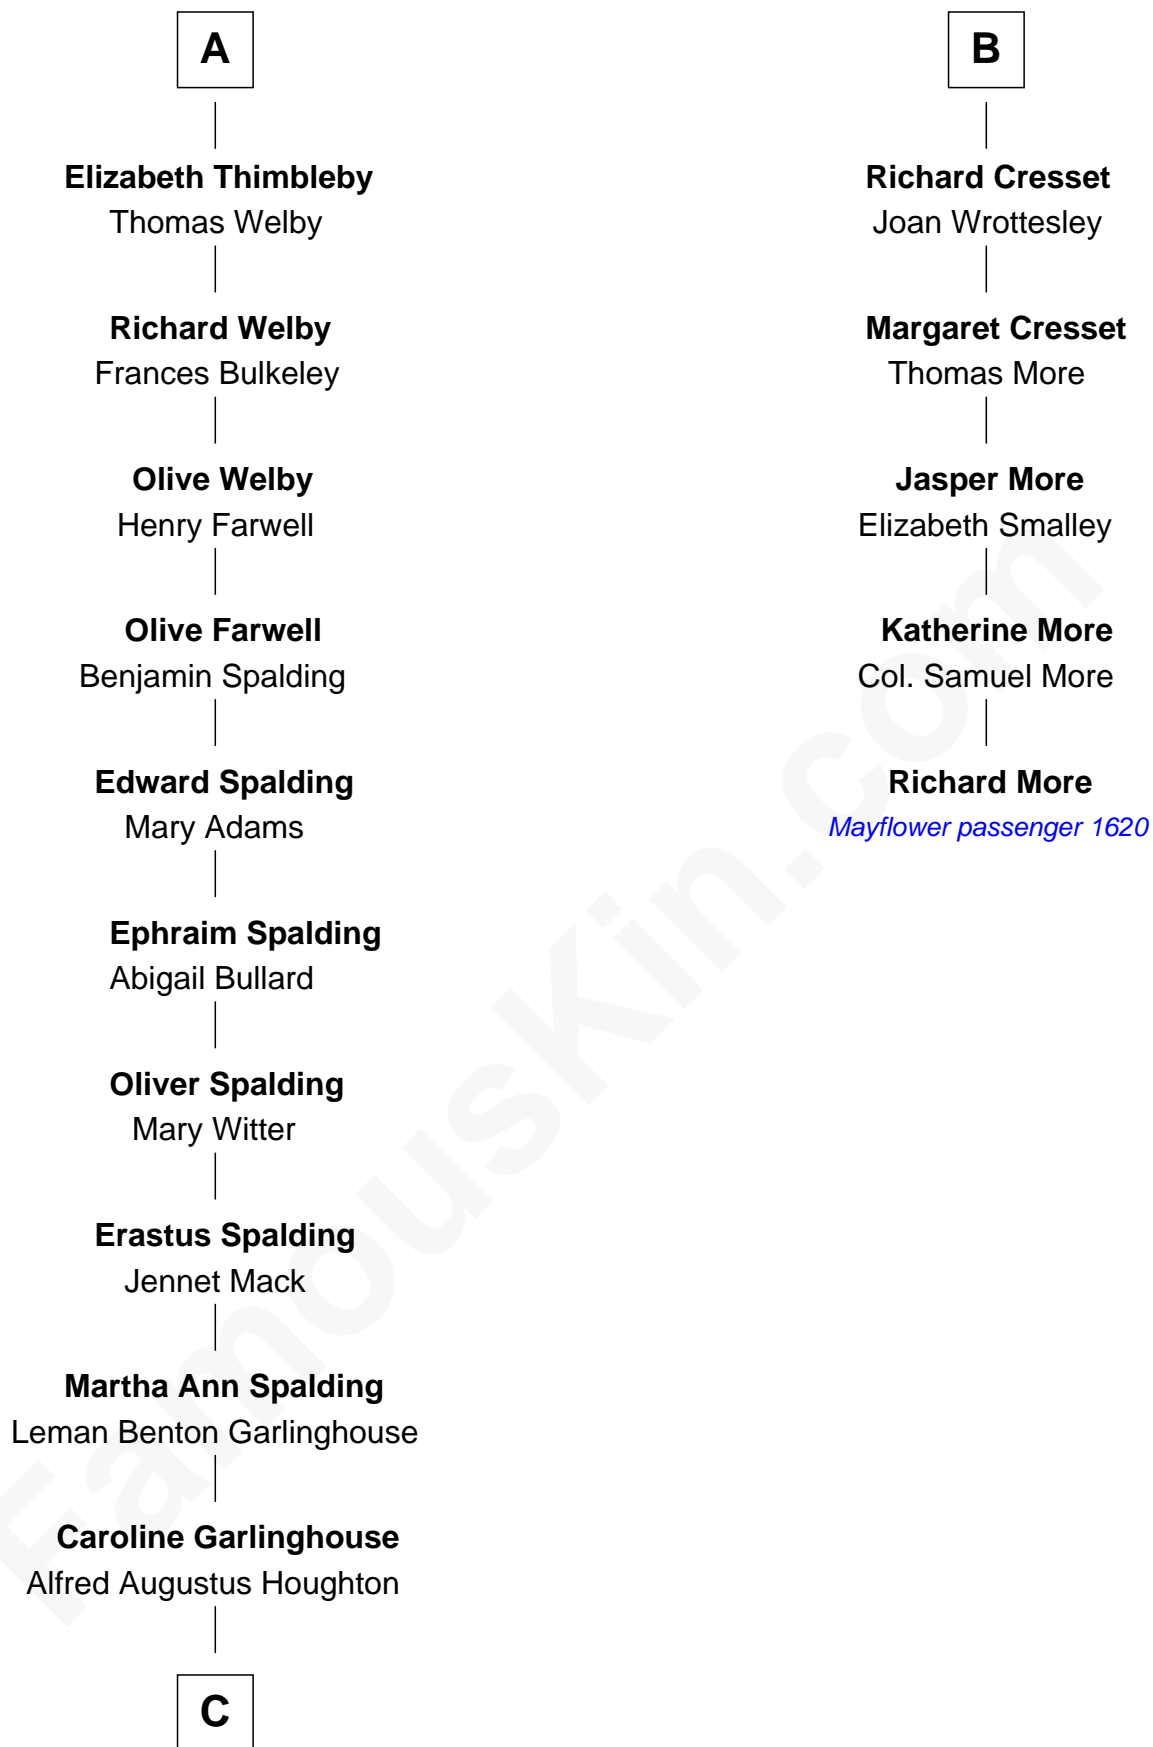 A
Elizabeth Thimbleby
Thomas Welby
Richard Welby
Frances Bulkeley
Olive Welby
Henry Farwell
Olive Farwell
Benjamin Spalding
Edward Spalding
Mary Adams
Ephraim Spalding
Abigail Bullard
Oliver Spalding
Mary Witter
Erastus Spalding
Jennet Mack
Martha Ann Spalding
Leman Benton Garlinghouse
Caroline Garlinghouse
Alfred Augustus Houghton
C
B
Richard Cresset
Joan Wrottesley
Margaret Cresset
Thomas More
Jasper More
Elizabeth Smalley
Katherine More
Col. Samuel More
Richard More
Mayflower passenger 1620
FamousKin.com